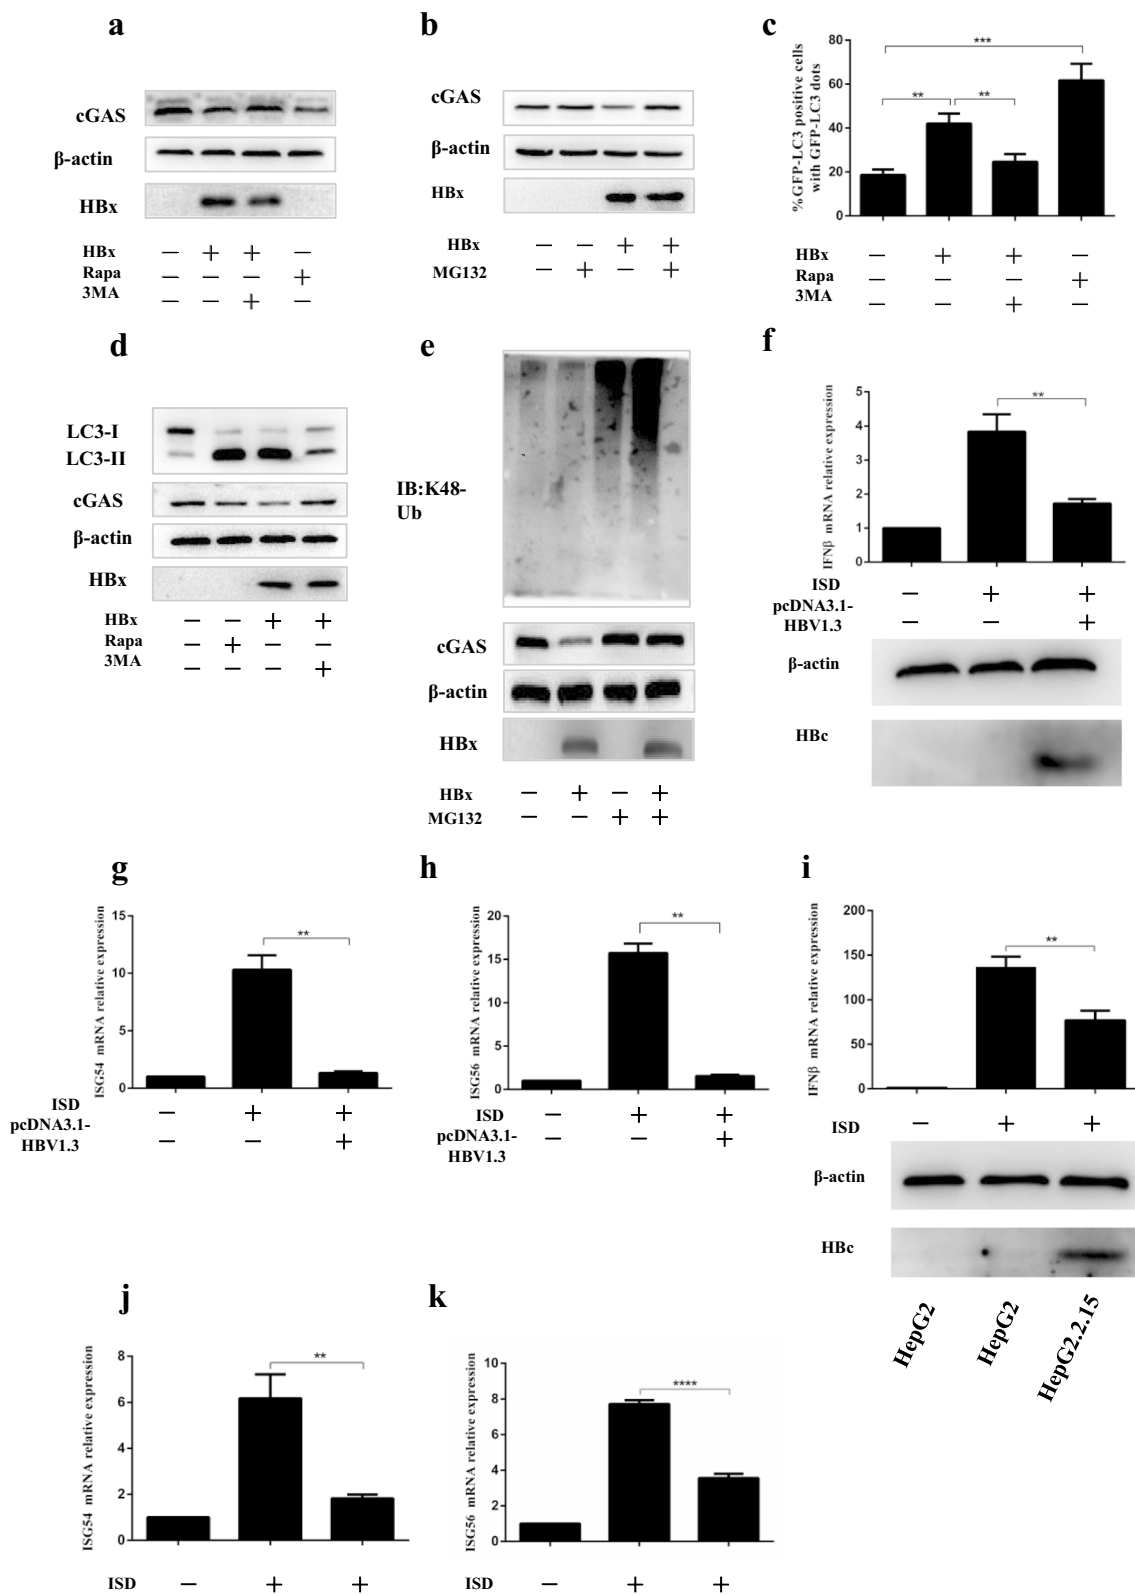 a
cGAS
β-actin
HBx
HBx − + + −
Rapa − − − +
3MA − − + −
b
cGAS
β-actin
HBx
HBx − − + +
MG132 − + − +
c
%GFP-LC3 positive cells
with GFP-LC3 dots
80
60
40
20
0
***
** **
HBx − + + −
Rapa − − − +
3MA − − + −
d
LC3-I
LC3-II
cGAS
β-actin
HBx
HBx − − + +
Rapa − + − −
3MA − − − +
e
IB:K48-
Ub
cGAS
β-actin
HBx
HBx − + − +
MG132 − − + +
f
IFNβ mRNA relative expression
5
4
3
2
1
0
**
ISD − + +
pcDNA3.1-
HBV1.3 − − +
β-actin
HBc
g
ISG54 mRNA relative expression
15
10
5
0
**
ISD − + +
pcDNA3.1-
HBV1.3 − − +
h
ISG56 mRNA relative expression
20
15
10
5
0
**
ISD − + +
pcDNA3.1-
HBV1.3 − − +
i
IFNβ mRNA relative expression
200
150
100
50
0
**
ISD − + +
β-actin
HBc
HepG2
HepG2
HepG2.2.15
j
ISG54 mRNA relative expression
8
6
4
2
0
**
ISD − + +
k
ISG56 mRNA relative expression
10
8
6
4
2
0
****
ISD − + +